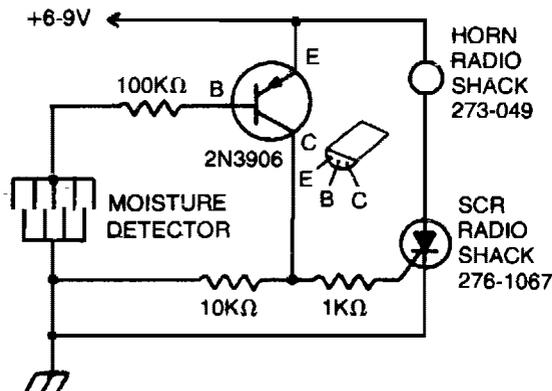 +6-9V
HORN
RADIO
SHACK
273-049
E
100KΩ
B
C
2N3906
E
B
C
MOISTURE
DETECTOR
SCR
RADIO
SHACK
276-1067
10KΩ
1KΩ